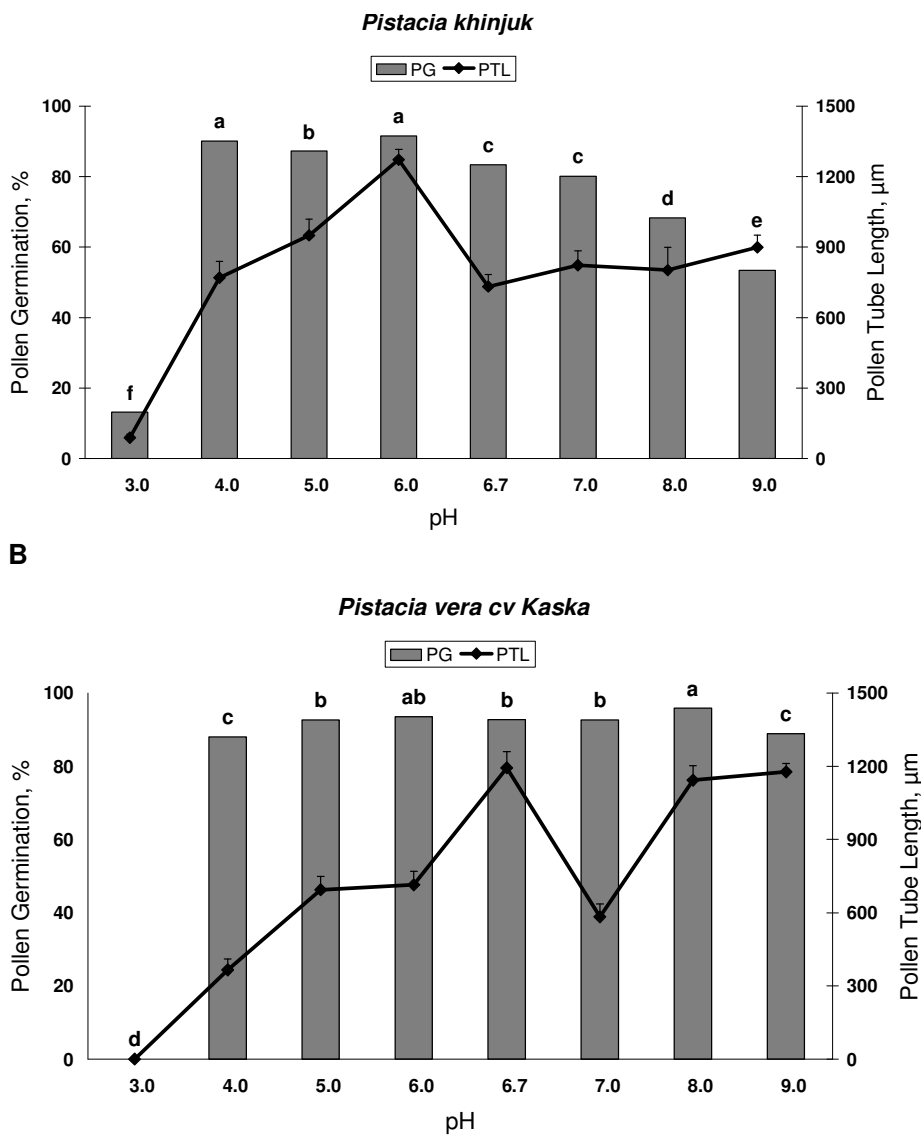 Pistacia khinjuk
PG PTL
Pollen Germination, %
100
80
60
40
20
0
a
b
a
c
c
d
e
f
1500
1200
900
600
300
0
Pollen Tube Length, µm
3.0 4.0 5.0 6.0 6.7 7.0 8.0 9.0
pH
B
Pistacia vera cv Kaska
PG PTL
Pollen Germination, %
100
80
60
40
20
0
c
b
ab
b
b
a
c
d
1500
1200
900
600
300
0
Pollen Tube Length, µm
3.0 4.0 5.0 6.0 6.7 7.0 8.0 9.0
pH